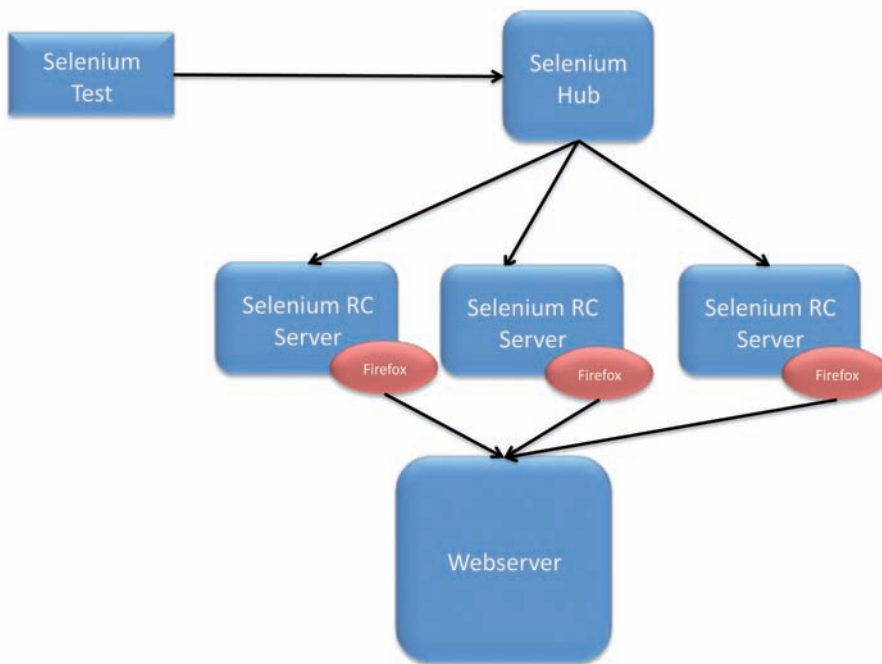 Selenium
Test
Selenium
Hub
Selenium RC
Server
Firefox
Selenium RC
Server
Firefox
Selenium RC
Server
Firefox
Webserver